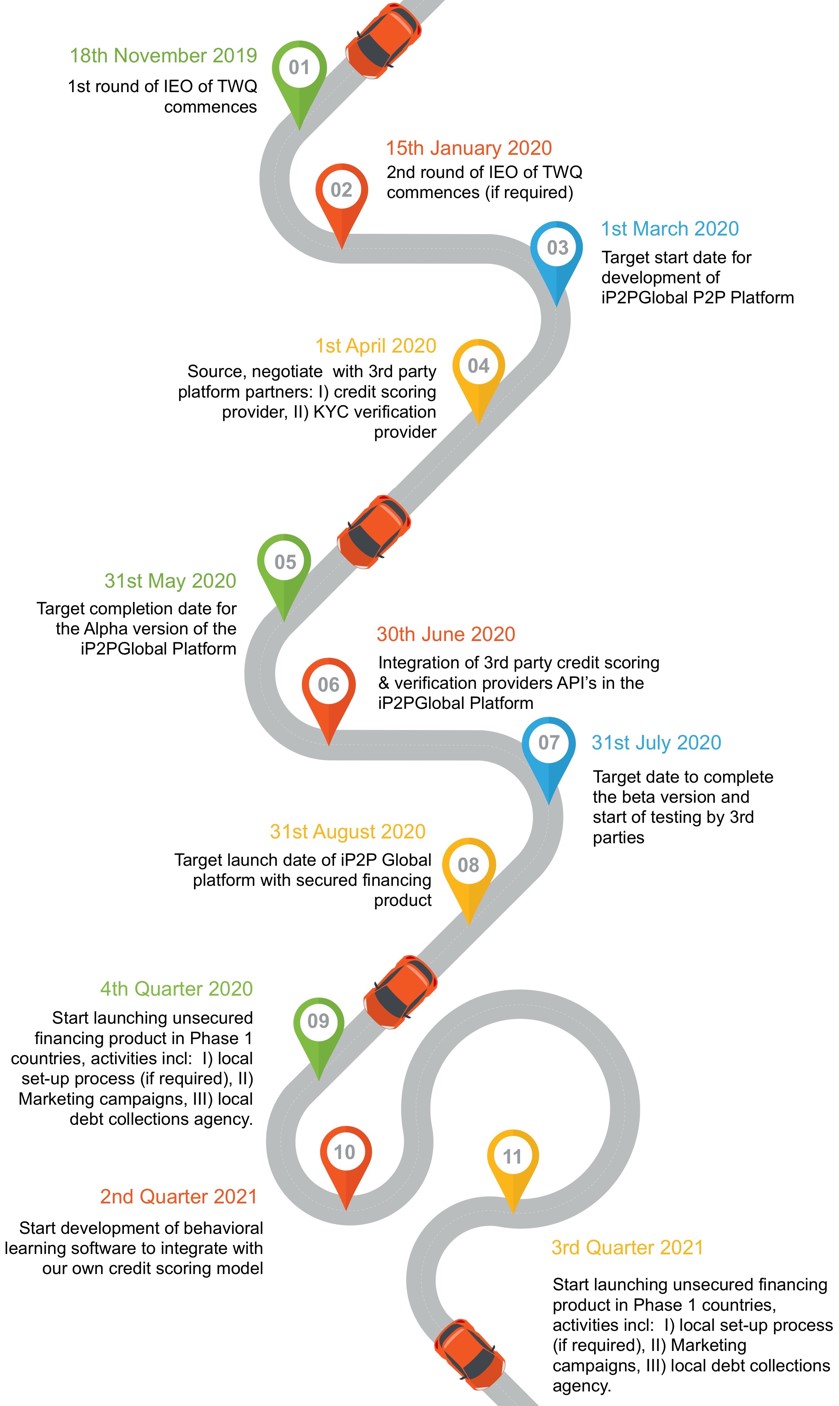 01
18th November 2019
1st round of IEO of TWQ
commences
02
15th January 2020
2nd round of IEO of TWQ
commences (if required)
03
1st March 2020
Target start date for
development of
iP2PGlobal P2P Platform
04
1st April 2020
Source, negotiate  with 3rd party
platform partners: I) credit scoring
provider, II) KYC verification
provider
05
31st May 2020
Target completion date for
the Alpha version of the
iP2PGlobal Platform
06
30th June 2020
Integration of 3rd party credit scoring
& verification providers API's in the
iP2PGlobal Platform
07
31st July 2020
Target date to complete
the beta version and
start of testing by 3rd
parties
08
31st August 2020
Target launch date of iP2P Global
platform with secured financing
product
09
4th Quarter 2020
Start launching unsecured
financing product in Phase 1
countries, activities incl:  I) local
set-up process (if required), II)
Marketing campaigns, III) local
debt collections agency.
10
2nd Quarter 2021
Start development of behavioral
learning software to integrate with
our own credit scoring model
11
3rd Quarter 2021
Start launching unsecured financing
product in Phase 1 countries,
activities incl:  I) local set-up process
(if required), II) Marketing
campaigns, III) local debt collections
agency.